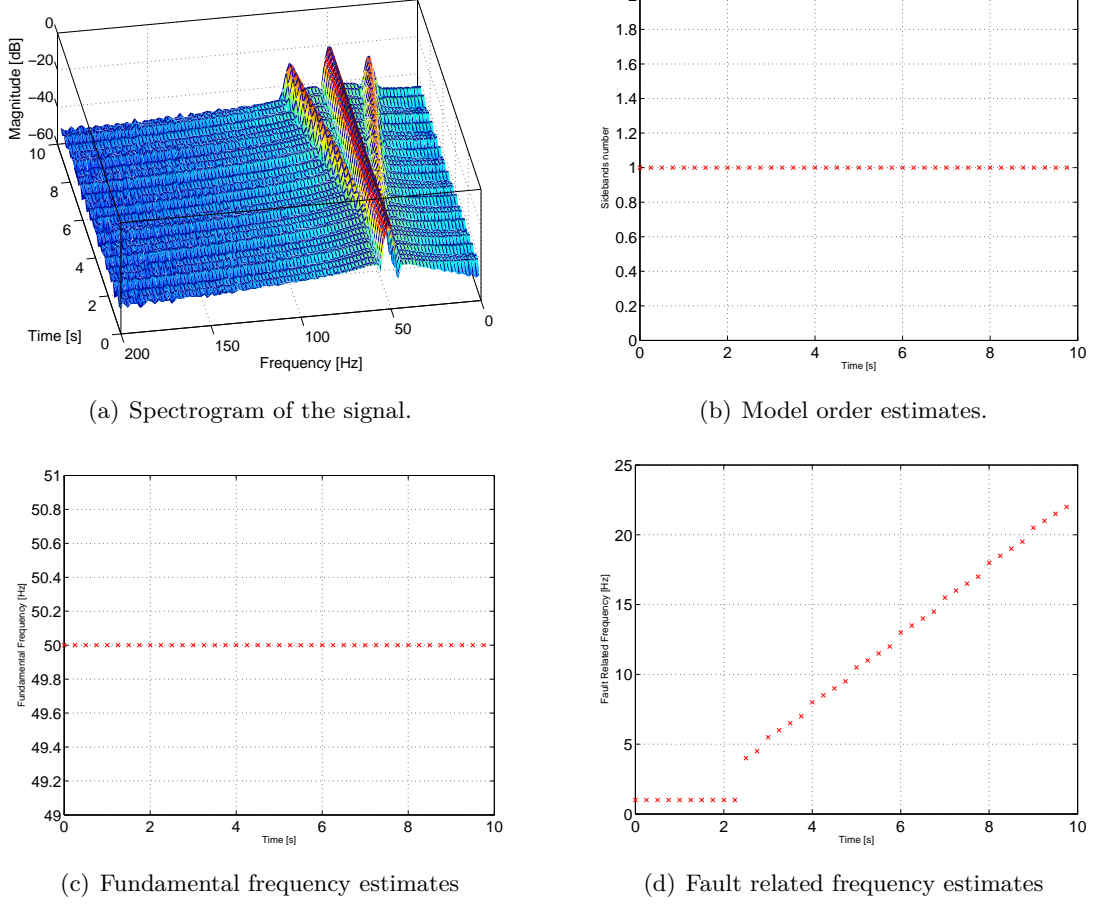 0
−20
−40
−60
Magnitude [dB]
10
8
6
4
2
0
Time [s]
200
150
100
50
0
Frequency [Hz]
(a) Spectrogram of the signal.
2
1.8
1.6
1.4
1.2
1
0.8
0.6
0.4
0.2
0
Sidebands number
0 2 4 6 8 10
Time [s]
(b) Model order estimates.
51
50.8
50.6
50.4
50.2
50
49.8
49.6
49.4
49.2
49
Fundamental Frequency [Hz]
0 2 4 6 8 10
Time [s]
(c) Fundamental frequency estimates
25
20
15
10
5
0
Fault Related Frequency [Hz]
0 2 4 6 8 10
Time [s]
(d) Fault related frequency estimates